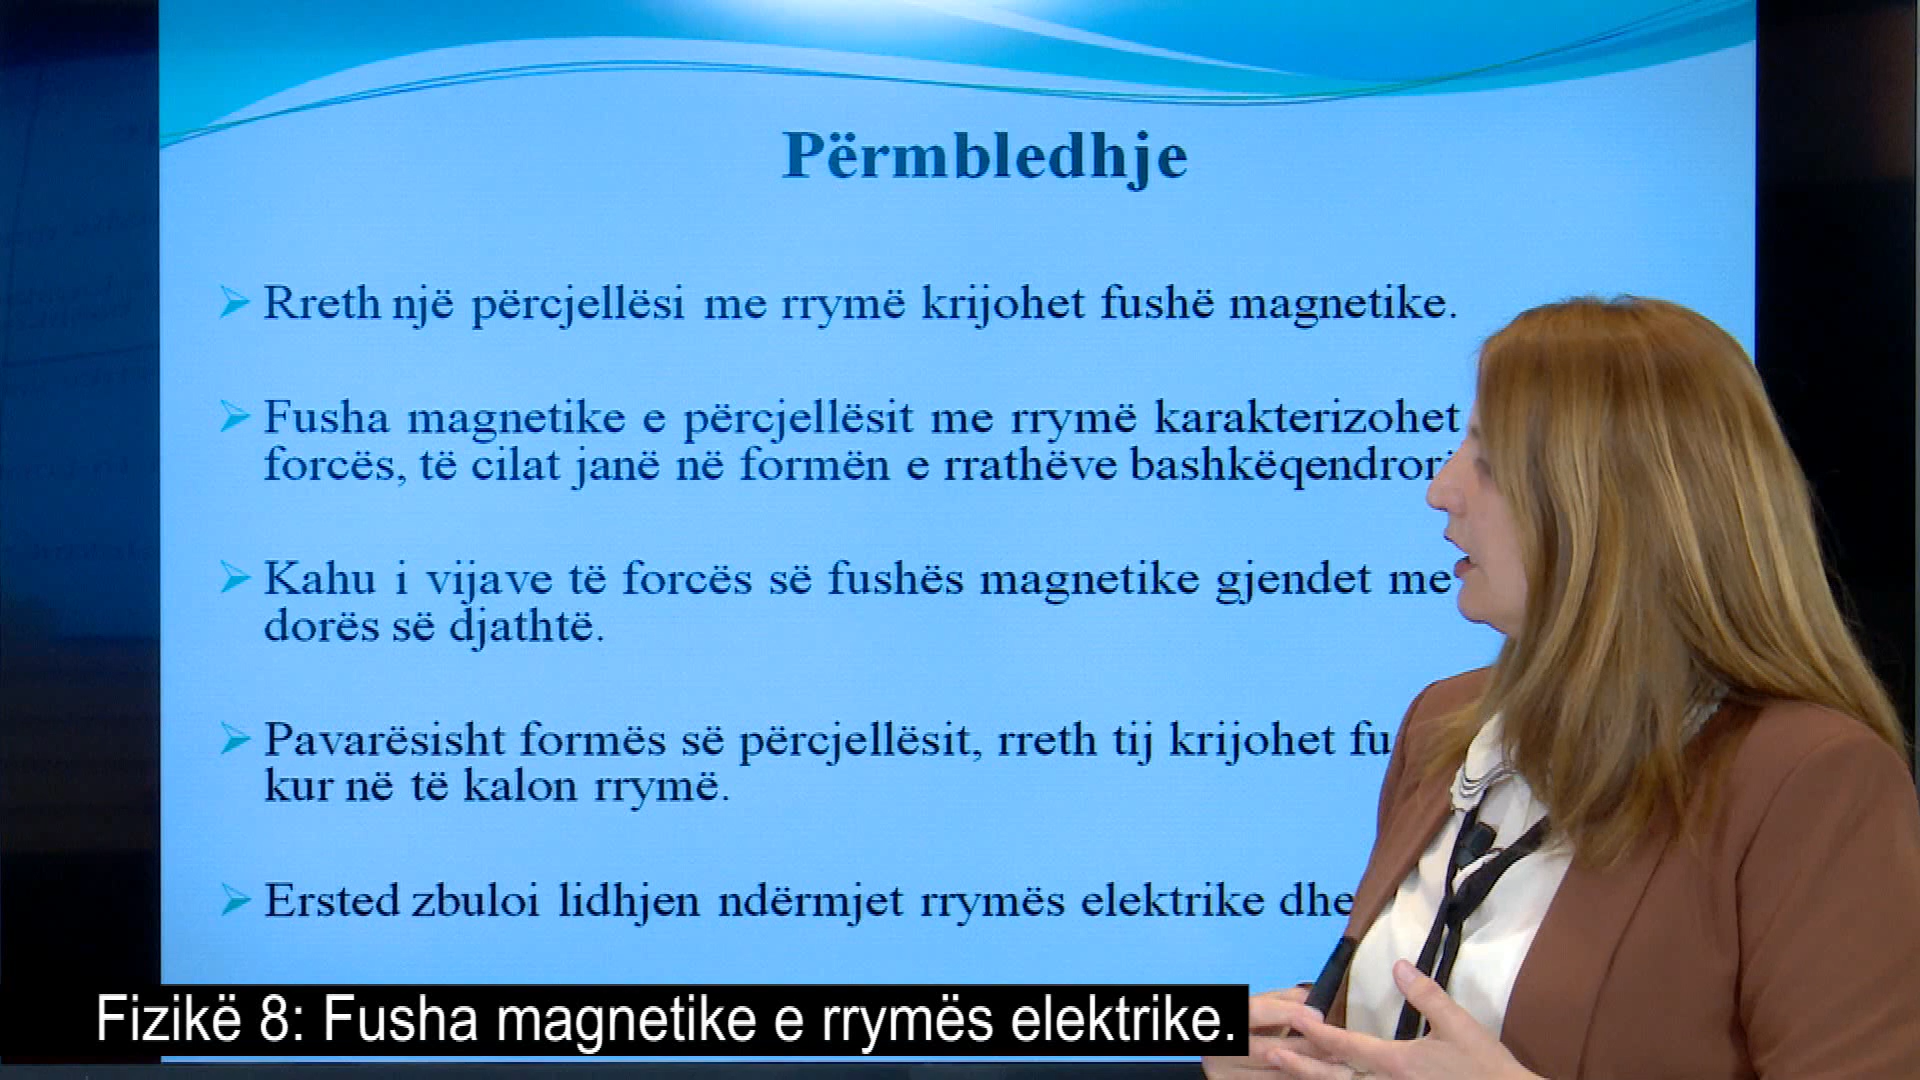 Përmbledhje
Rreth një përcjellësi me rrymë krijohet fushë magnetike.
Fusha magnetike e përcjellësit me rrymë karakterizohet
forcës, të cilat janë në formën e rrathëve
Kahu i vijave të forcës së fushës magnetike gjendet me
dorës së djathtë.
Pavarësisht formës së përcjellësit, rreth tij krijohet
kur në të kalon rrymë.
Ersted zbuloi lidhjen ndërmjet rrymës elektrike dhe
Fizikë 8: Fusha magnetike e rrymës elektrike.